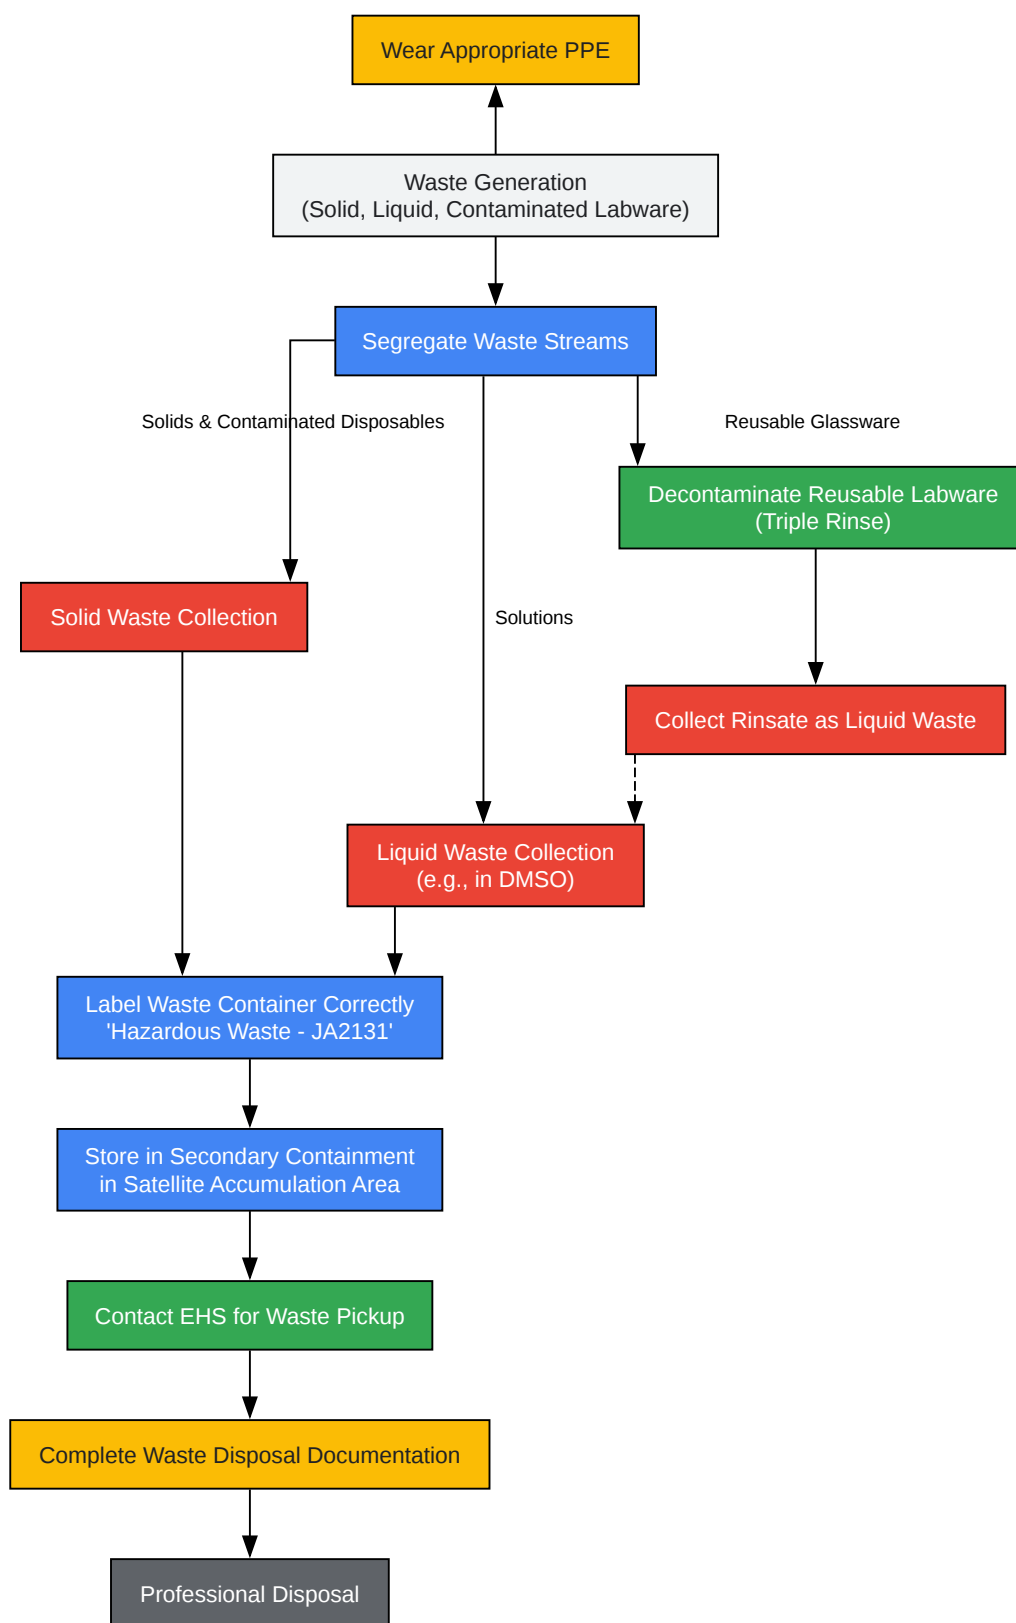 Wear Appropriate PPE
Waste Generation
(Solid, Liquid, Contaminated Labware)
Segregate Waste Streams
Solids & Contaminated Disposables
Reusable Glassware
Decontaminate Reusable Labware
(Triple Rinse)
Solid Waste Collection
Solutions
Collect Rinsate as Liquid Waste
Liquid Waste Collection
(e.g., in DMSO)
Label Waste Container Correctly
'Hazardous Waste - JA2131'
Store in Secondary Containment
in Satellite Accumulation Area
Contact EHS for Waste Pickup
Complete Waste Disposal Documentation
Professional Disposal